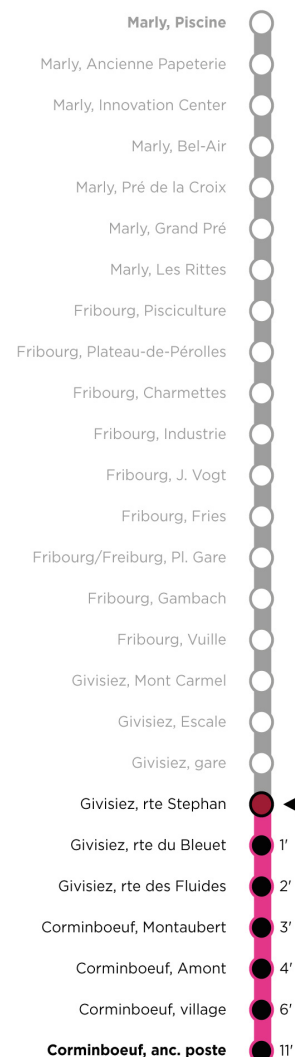 Marly, Piscine
Marly, Ancienne Papeterie
Marly, Innovation Center
Marly, Bel-Air
Marly, Pré de la Croix
Marly, Grand Pré
Marly, Les Rittes
Fribourg, Pisciculture
Fribourg, Plateau-de-Pérolles
Fribourg, Charmettes
Fribourg, Industrie
Fribourg, J. Vogt
Fribourg, Fries
Fribourg/Freiburg, Pl. Gare
Fribourg, Gambach
Fribourg, Vuille
Givisiez, Mont Carmel
Givisiez, Escale
Givisiez, gare
Givisiez, rte Stephan
Givisiez, rte du Bleuet 1'
Givisiez, rte des Fluides 2'
Corminboeuf, Montaubert 3'
Corminboeuf, Amont 4'
Corminboeuf, village 6'
Corminboeuf, anc. poste 11'